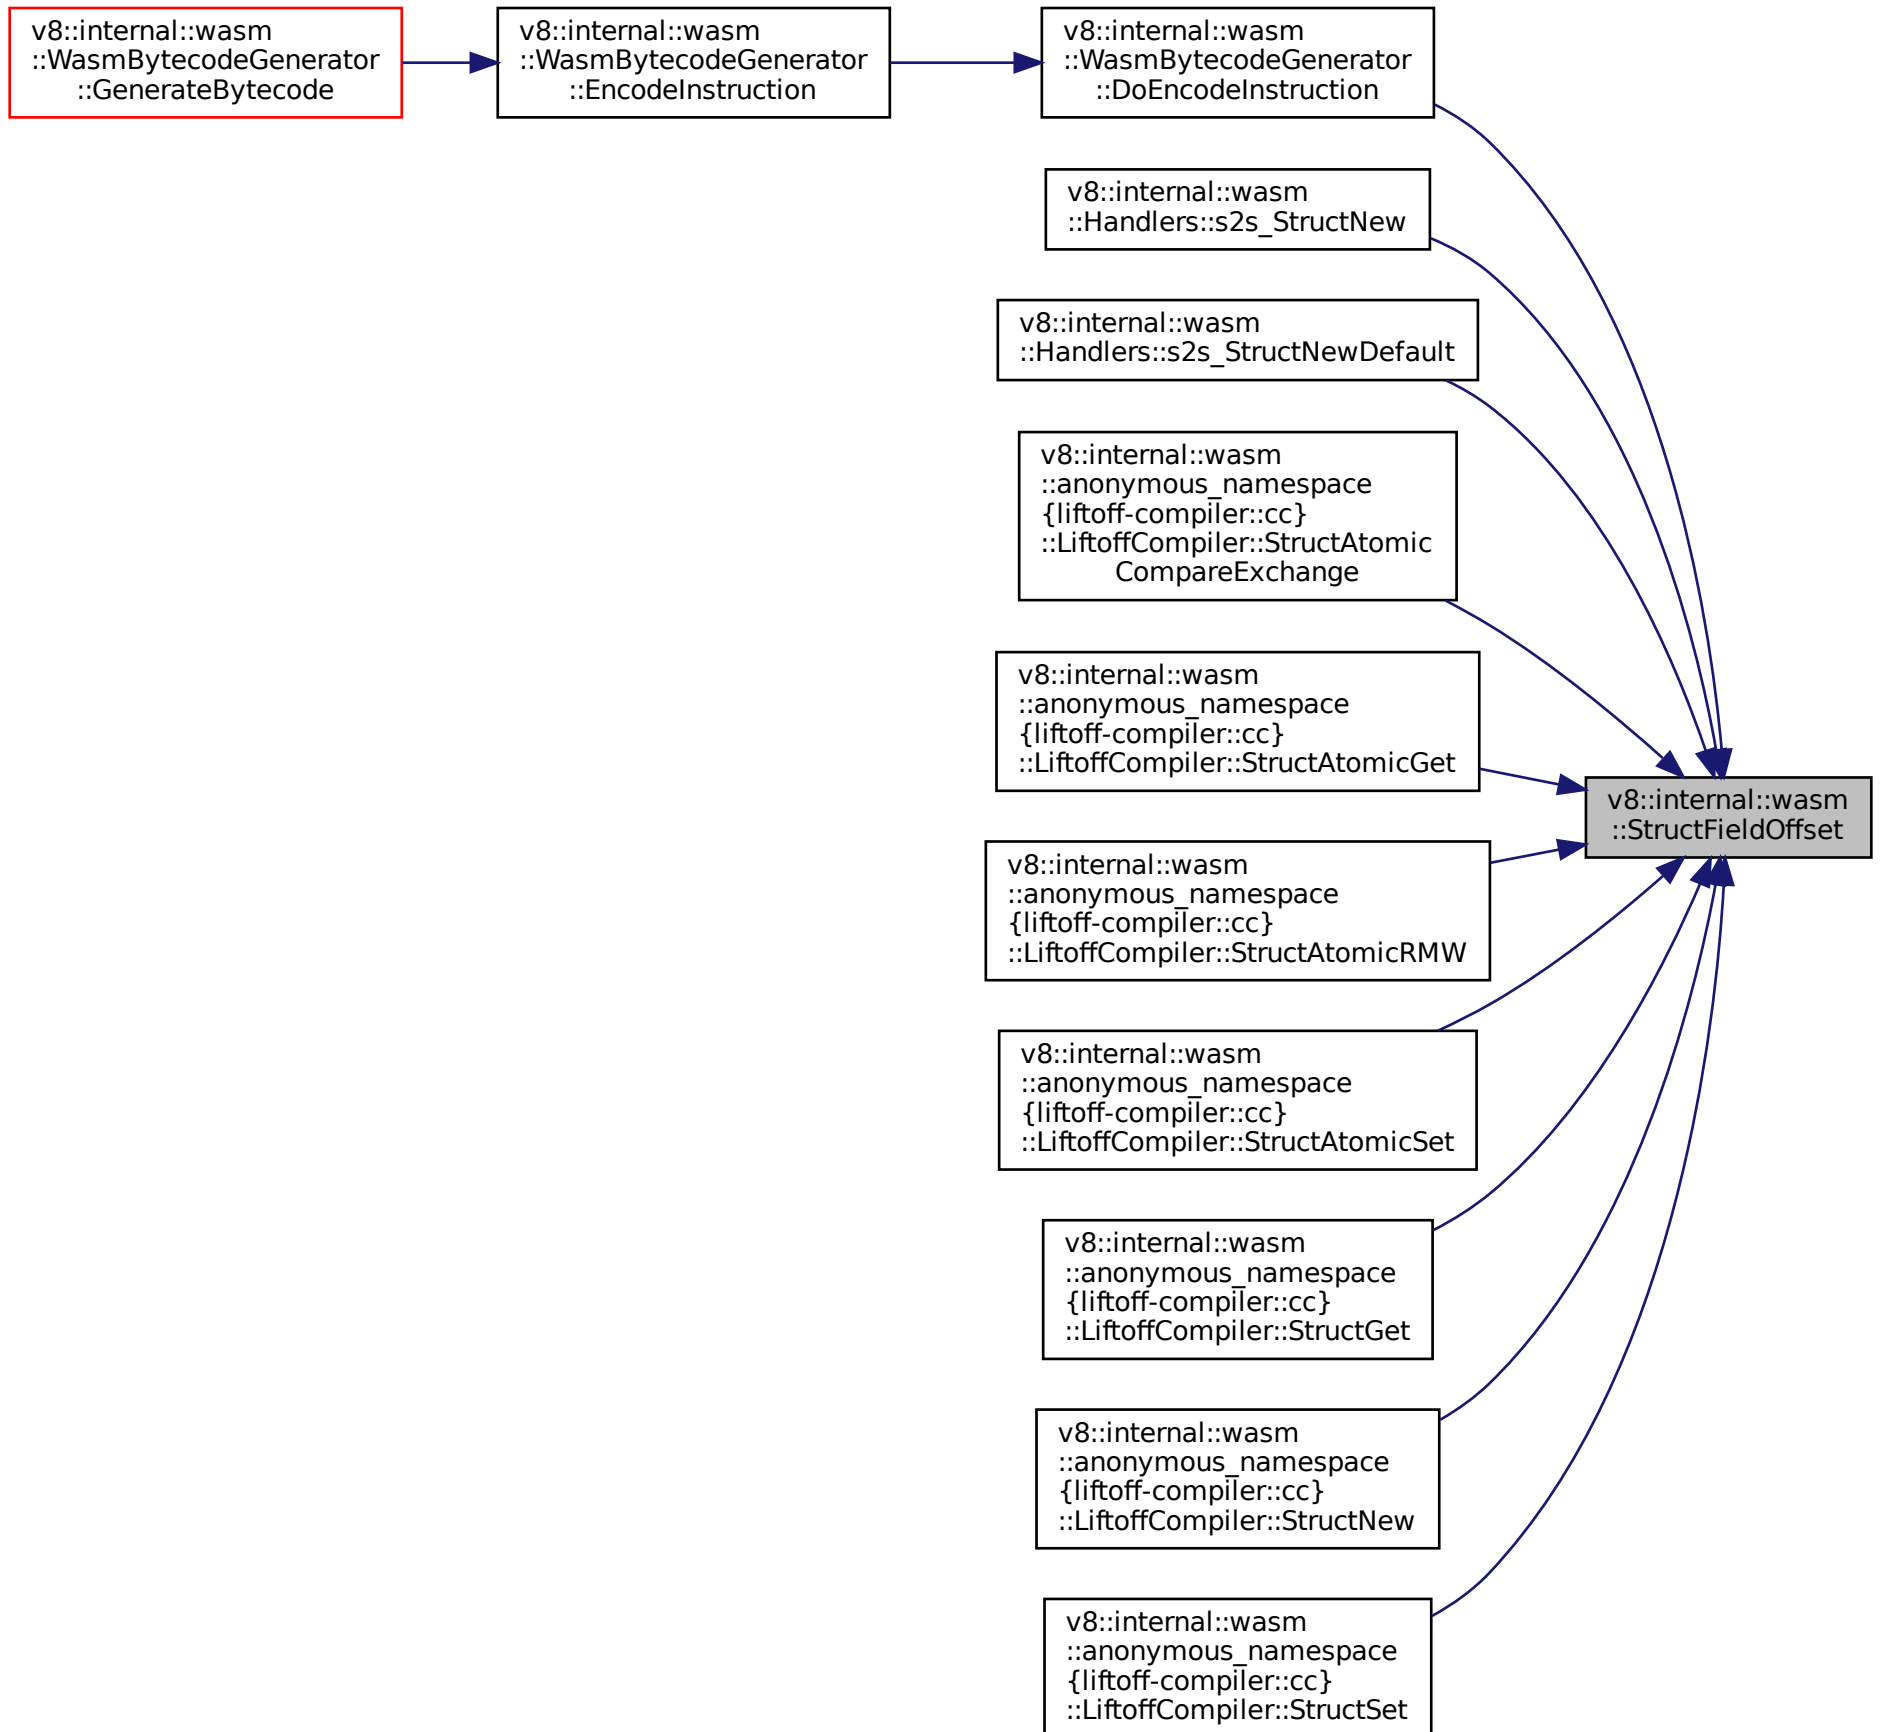 v8::internal::wasm
::WasmBytecodeGenerator
::GenerateBytecode
v8::internal::wasm
::WasmBytecodeGenerator
::EncodeInstruction
v8::internal::wasm
::WasmBytecodeGenerator
::DoEncodeInstruction
v8::internal::wasm
::Handlers::s2s_StructNew
v8::internal::wasm
::Handlers::s2s_StructNewDefault
v8::internal::wasm
::anonymous_namespace
{liftoff-compiler::cc}
::LiftoffCompiler::StructAtomic
CompareExchange
v8::internal::wasm
::anonymous_namespace
{liftoff-compiler::cc}
::LiftoffCompiler::StructAtomicGet
v8::internal::wasm
::StructFieldOffset
v8::internal::wasm
::anonymous_namespace
{liftoff-compiler::cc}
::LiftoffCompiler::StructAtomicRMW
v8::internal::wasm
::anonymous_namespace
{liftoff-compiler::cc}
::LiftoffCompiler::StructAtomicSet
v8::internal::wasm
::anonymous_namespace
{liftoff-compiler::cc}
::LiftoffCompiler::StructGet
v8::internal::wasm
::anonymous_namespace
{liftoff-compiler::cc}
::LiftoffCompiler::StructNew
v8::internal::wasm
::anonymous_namespace
{liftoff-compiler::cc}
::LiftoffCompiler::StructSet